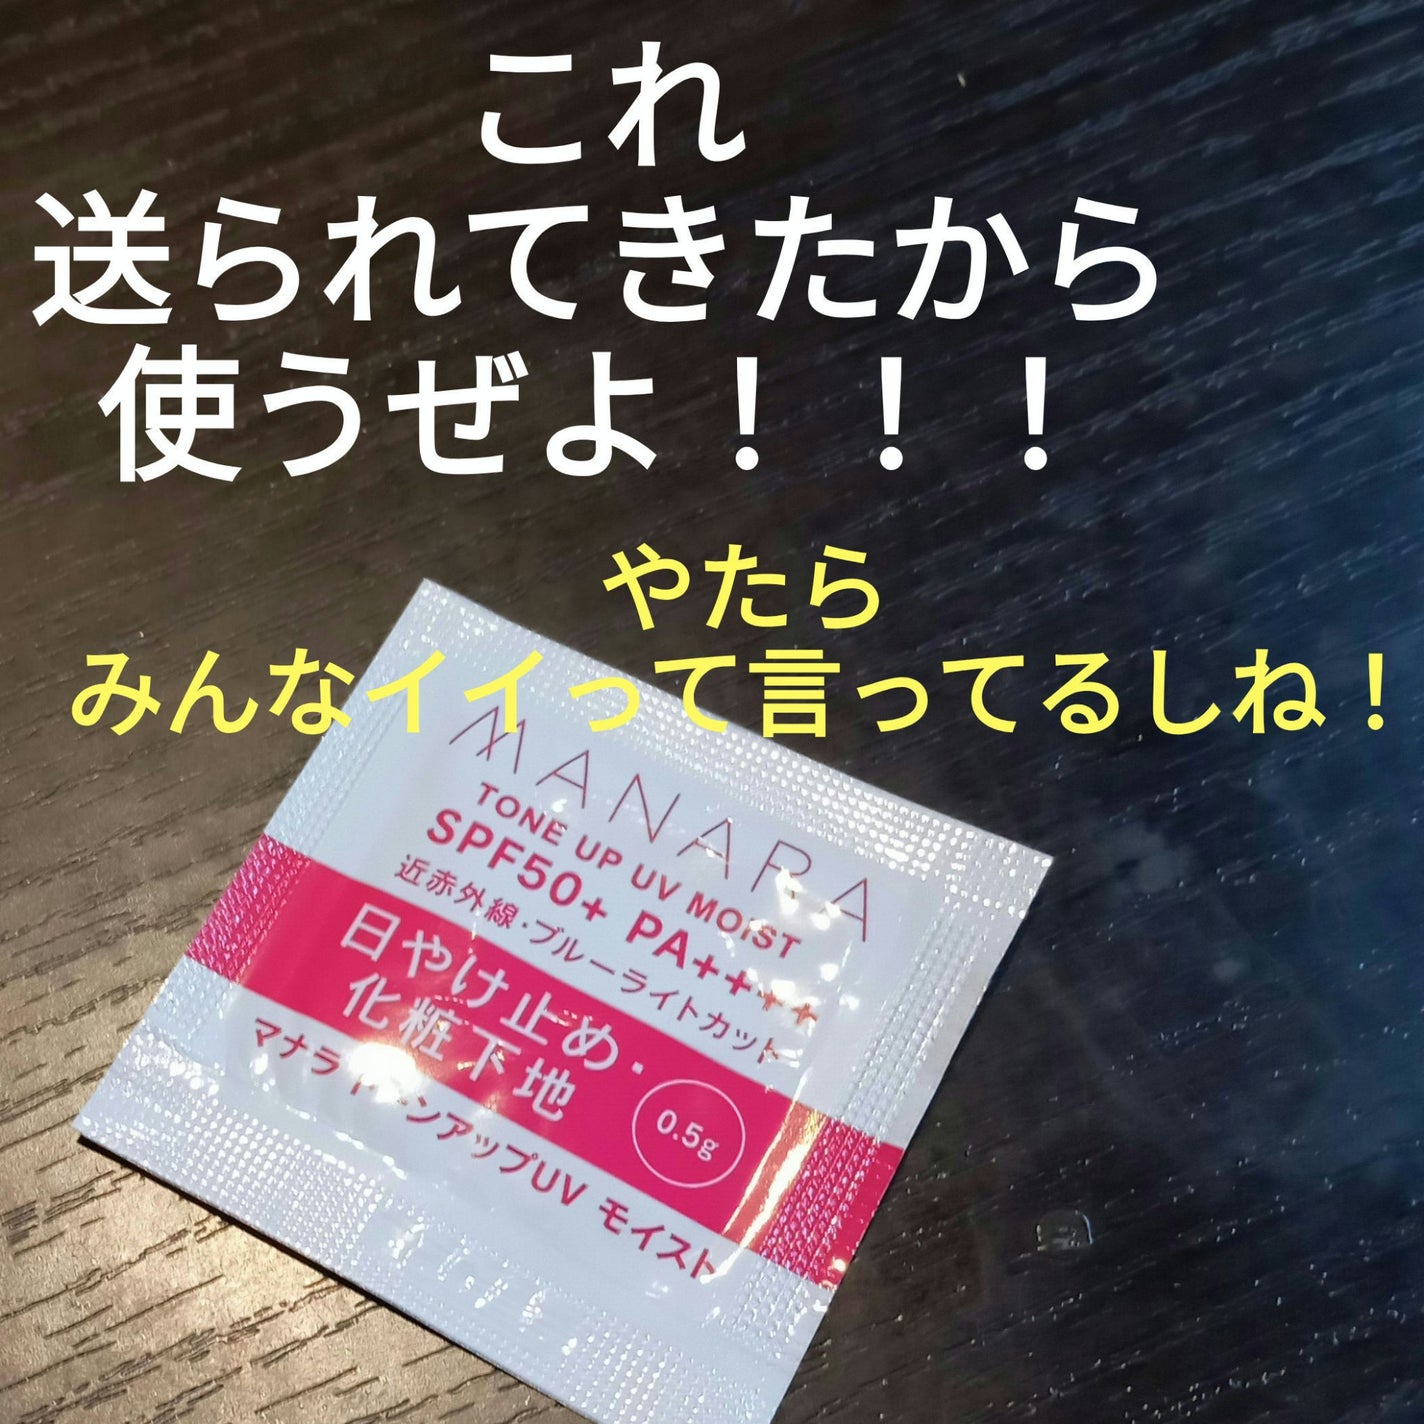 これ
送られてきたから
使うぜよ！！！
やたら
みんなイイって言ってるしね！
MANARA
TONE UP UV MOIST
SPF50+ PA++++
近赤外線・ブルーライトカット
日やけ止め・
化粧下地
0.5g
マナラ トーンアップUV モイスト